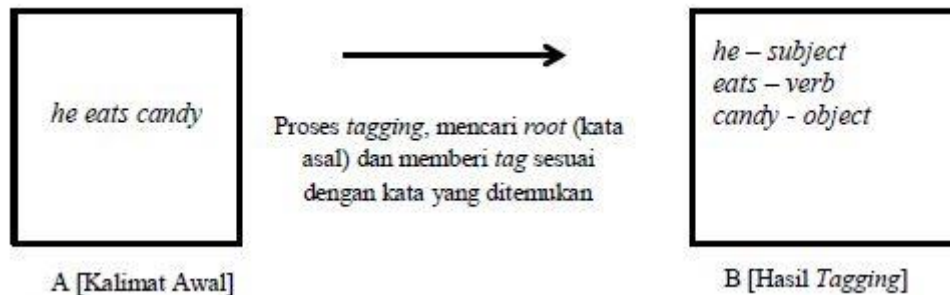 he eats candy
Proses tagging, mencari root (kata
asal) dan memberi tag sesuai
dengan kata yang ditemukan
he – subject
eats – verb
candy - object
A [Kalimat Awal]
B [Hasil Tagging]